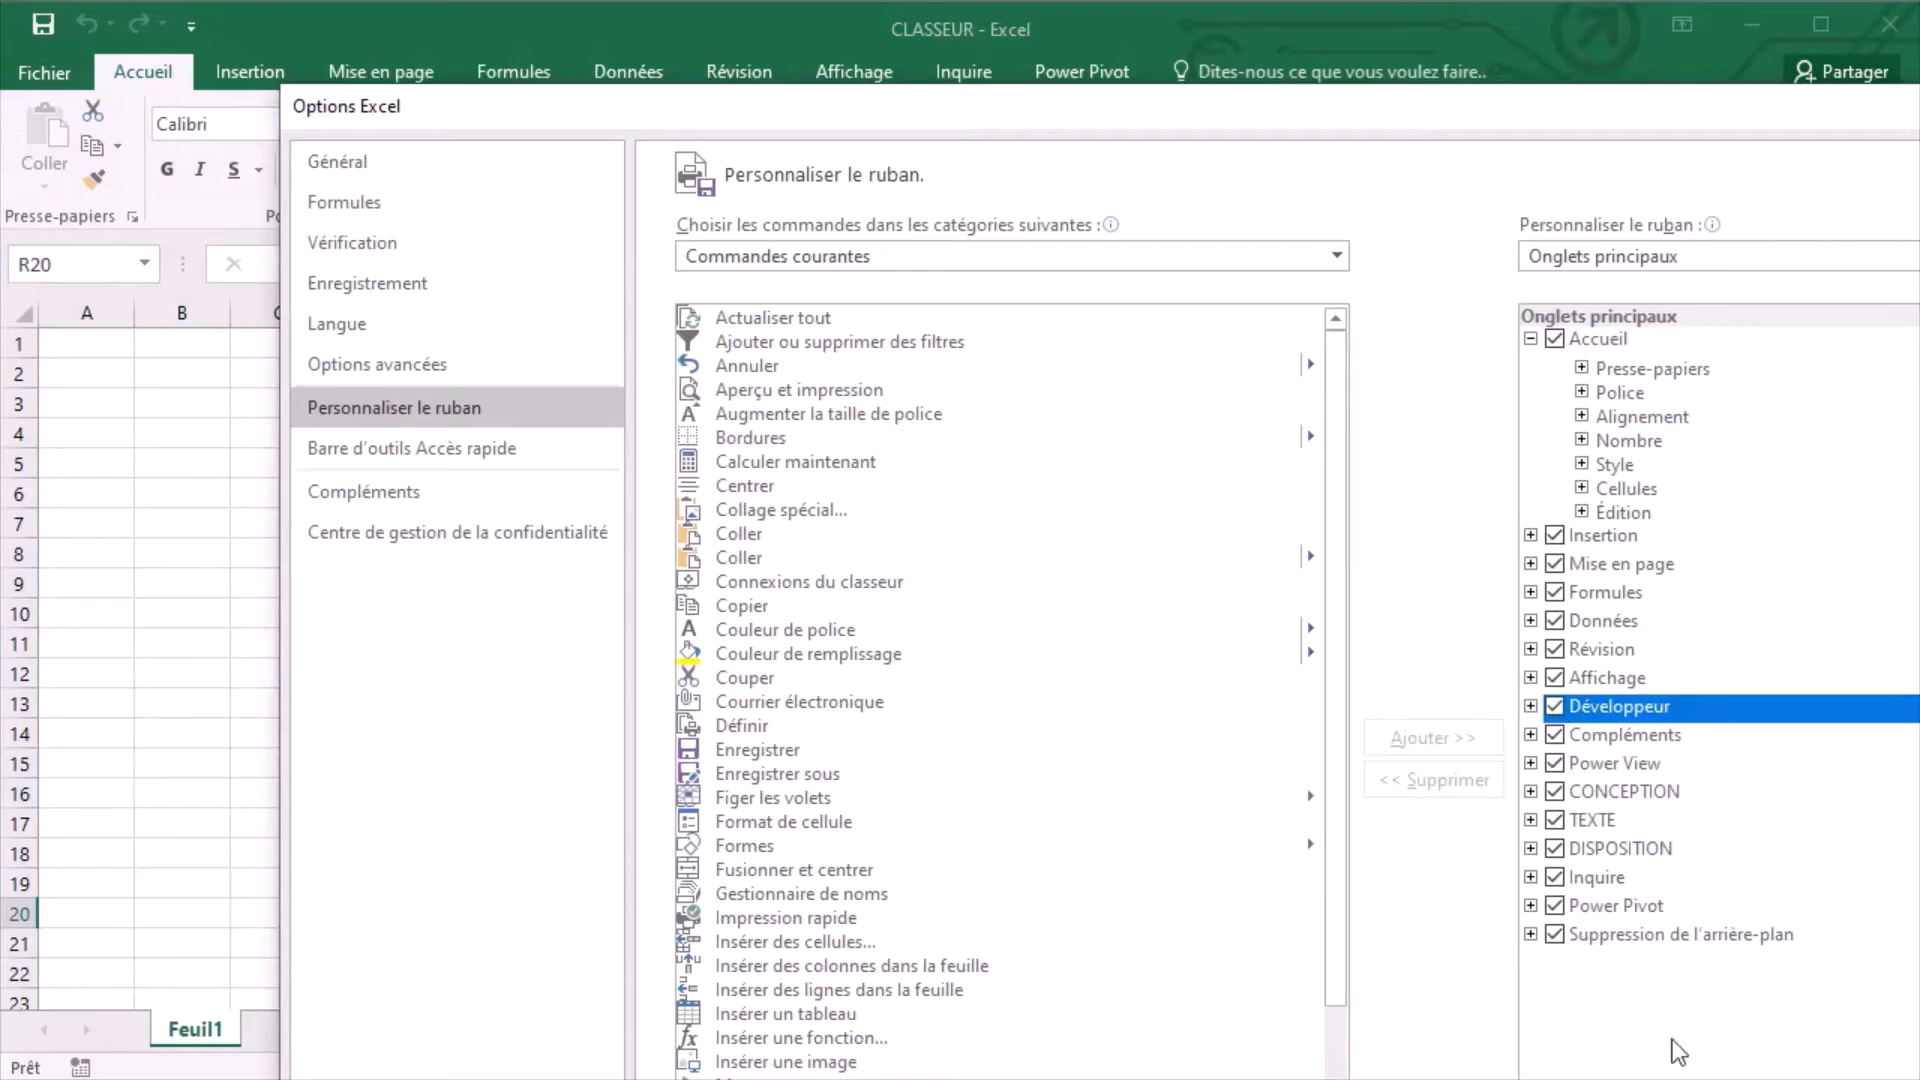 CLASSEUR - Excel
Fichier
Accueil
Insertion
Mise en page
Formules
Données
Révision
Affichage
Inquire
Power Pivot
Dites-nous ce que vous voulez faire..
Partager
Coller
Calibri
G I S
Presse-papiers
Po
R20
A B C
1
2
3
4
5
6
7
8
9
10
11
12
13
14
15
16
17
18
19
20
21
22
23
Feuil1
Prêt
Options Excel
Général
Formules
Vérification
Enregistrement
Langue
Options avancées
Personnaliser le ruban
Barre d'outils Accès rapide
Compléments
Centre de gestion de la confidentialité
Personnaliser le ruban.
Choisir les commandes dans les catégories suivantes :
Commandes courantes
Actualiser tout
Ajouter ou supprimer des filtres
Annuler
Aperçu et impression
Augmenter la taille de police
Bordures
Calculer maintenant
Centrer
Collage spécial...
Coller
Coller
Connexions du classeur
Copier
Couleur de police
Couleur de remplissage
Couper
Courrier électronique
Définir
Enregistrer
Enregistrer sous
Figer les volets
Format de cellule
Formes
Fusionner et centrer
Gestionnaire de noms
Impression rapide
Insérer des cellules...
Insérer des colonnes dans la feuille
Insérer des lignes dans la feuille
Insérer un tableau
Insérer une fonction...
Insérer une image
Ajouter >>
<< Supprimer
Personnaliser le ruban :
Onglets principaux
Onglets principaux
Accueil
Presse-papiers
Police
Alignement
Nombre
Style
Cellules
Édition
Insertion
Mise en page
Formules
Données
Révision
Affichage
Développeur
Compléments
Power View
CONCEPTION
TEXTE
DISPOSITION
Inquire
Power Pivot
Suppression de l'arrière-plan